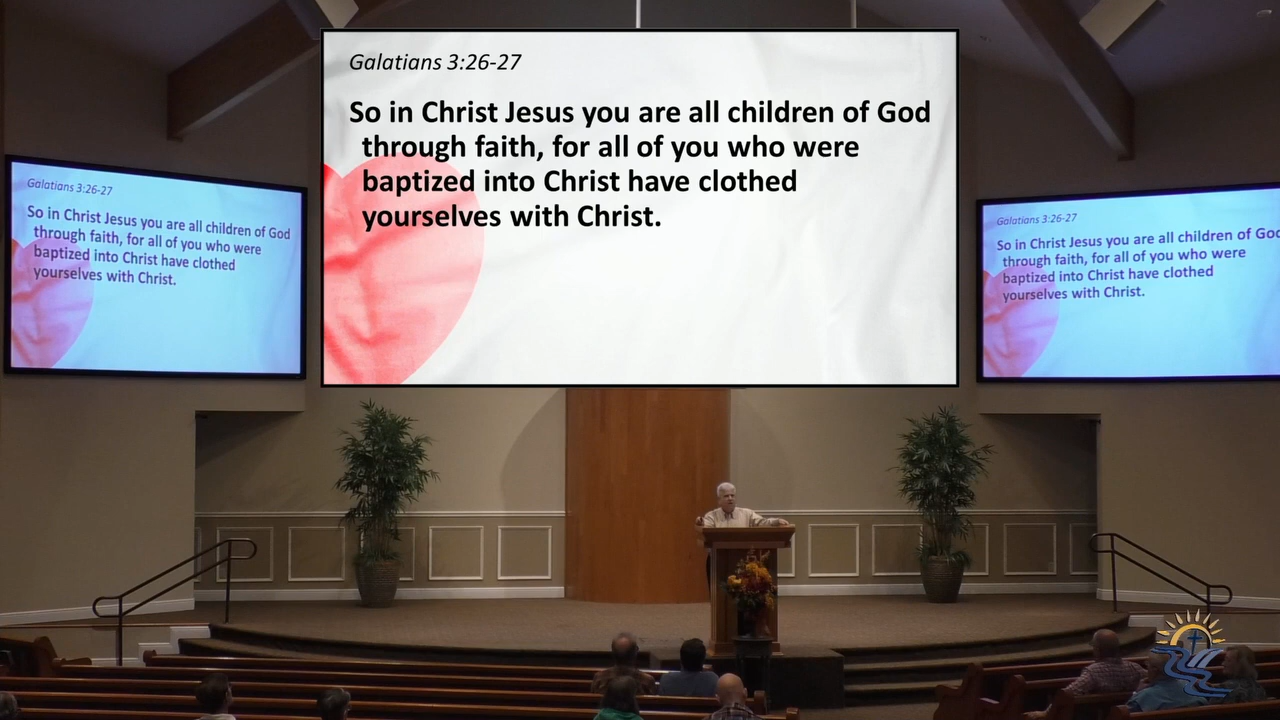 Galatians 3:26-27
So in Christ Jesus you are all children of God
through faith, for all of you who were
baptized into Christ have clothed
yourselves with Christ.
Galatians 3:26-27
So in Christ Jesus you are all children of God
through faith, for all of you who were
baptized into Christ have clothed
yourselves with Christ.
Galatians 3:26-27
So in Christ Jesus you are all children of God
through faith, for all of you who were
baptized into Christ have clothed
yourselves with Christ.